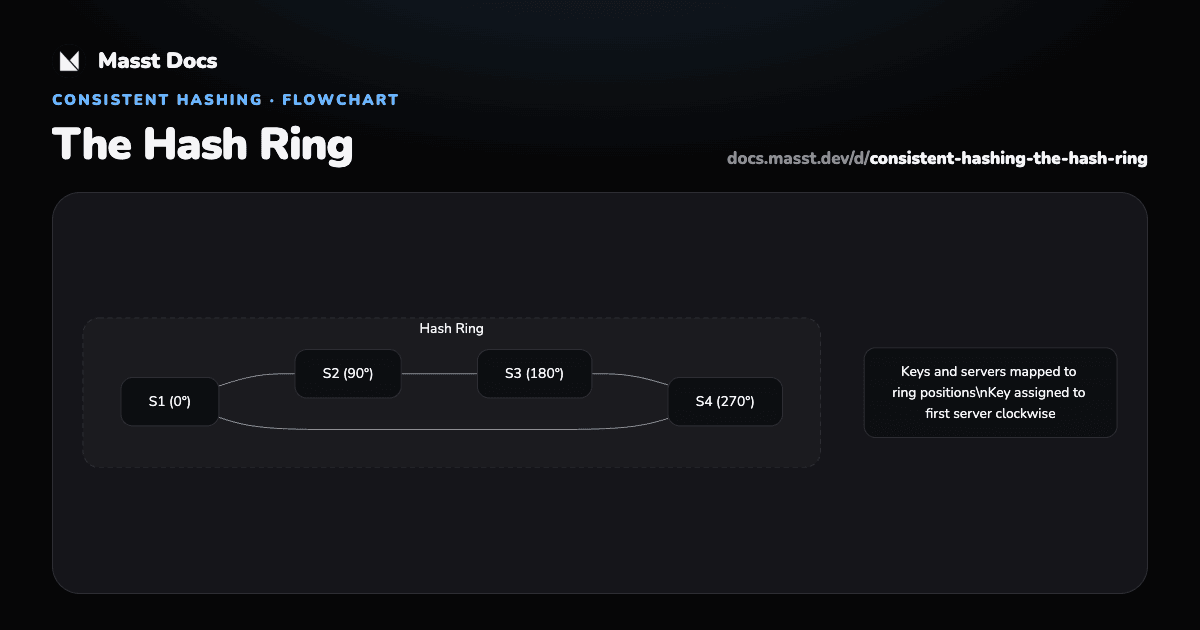 Masst Docs
CONSISTENT HASHING · FLOWCHART
The Hash Ring
docs.masst.dev/d/consistent-hashing-the-hash-ring
Hash Ring
S1 (0°)
S2 (90°)
S3 (180°)
S4 (270°)
Keys and servers mapped to
ring positions\nKey assigned to
first server clockwise